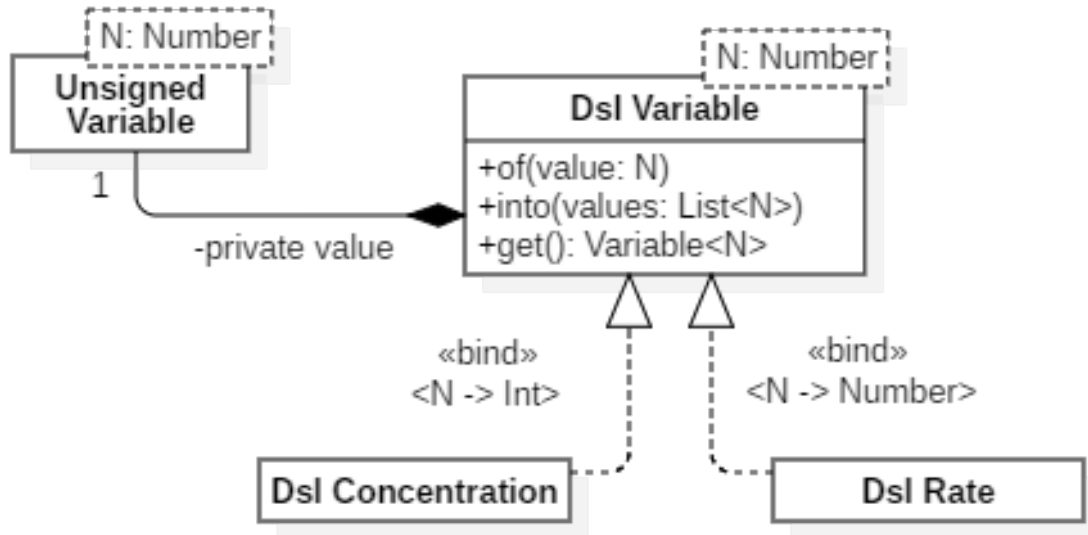 N: Number
Unsigned
Variable
1
-private value
N: Number
Dsl Variable
+of(value: N)
+into(values: List<N>)
+get(): Variable<N>
«bind»
<N -> Int>
«bind»
<N -> Number>
Dsl Concentration
Dsl Rate